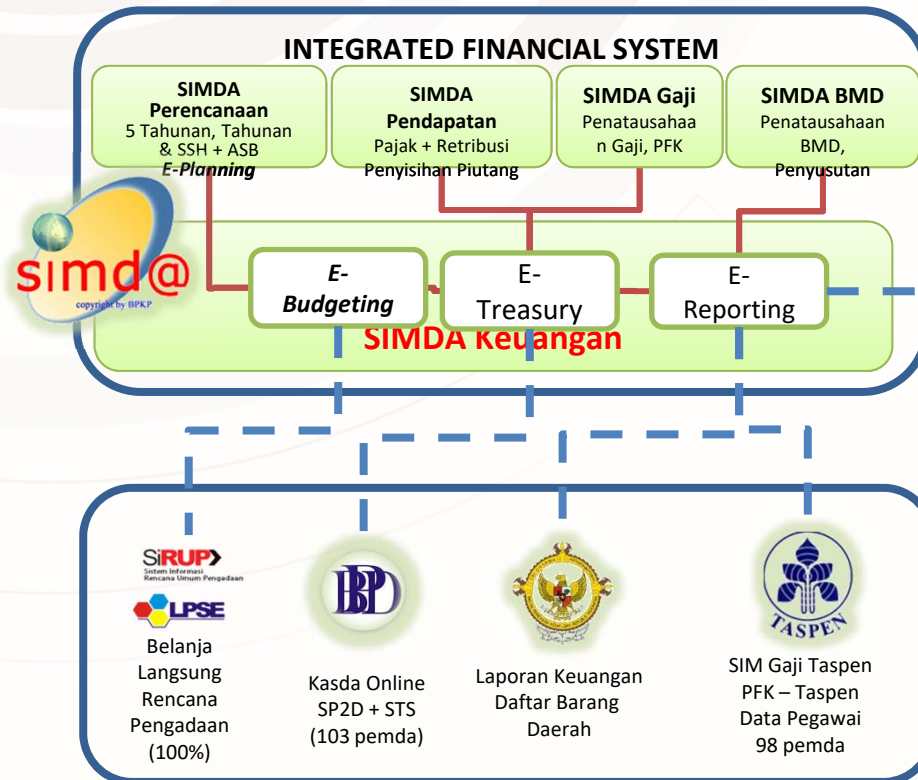 INTEGRATED FINANCIAL SYSTEM
SIMDA
Perencanaan
5 Tahunan, Tahunan
& SSH + ASB
E-Planning
SIMDA
Pendapatan
Pajak + Retribusi
Penyisihan Piutang
SIMDA Gaji
Penatausahaa
n Gaji, PFK
SIMDA BMD
Penatausahaan
BMD,
Penyusutan
simd@
copyright by BPKP
E-
Budgeting
E-
Treasury
E-
Reporting
SIMDA Keuangan
SiRUP
Sistem Informasi
Rencana Umum Pengadaan
LPSE
Belanja
Langsung
Rencana
Pengadaan
(100%)
BPD
Kasda Online
SP2D + STS
(103 pemda)
Laporan Keuangan
Daftar Barang
Daerah
TASPEN
SIM Gaji Taspen
PFK – Taspen
Data Pegawai
98 pemda